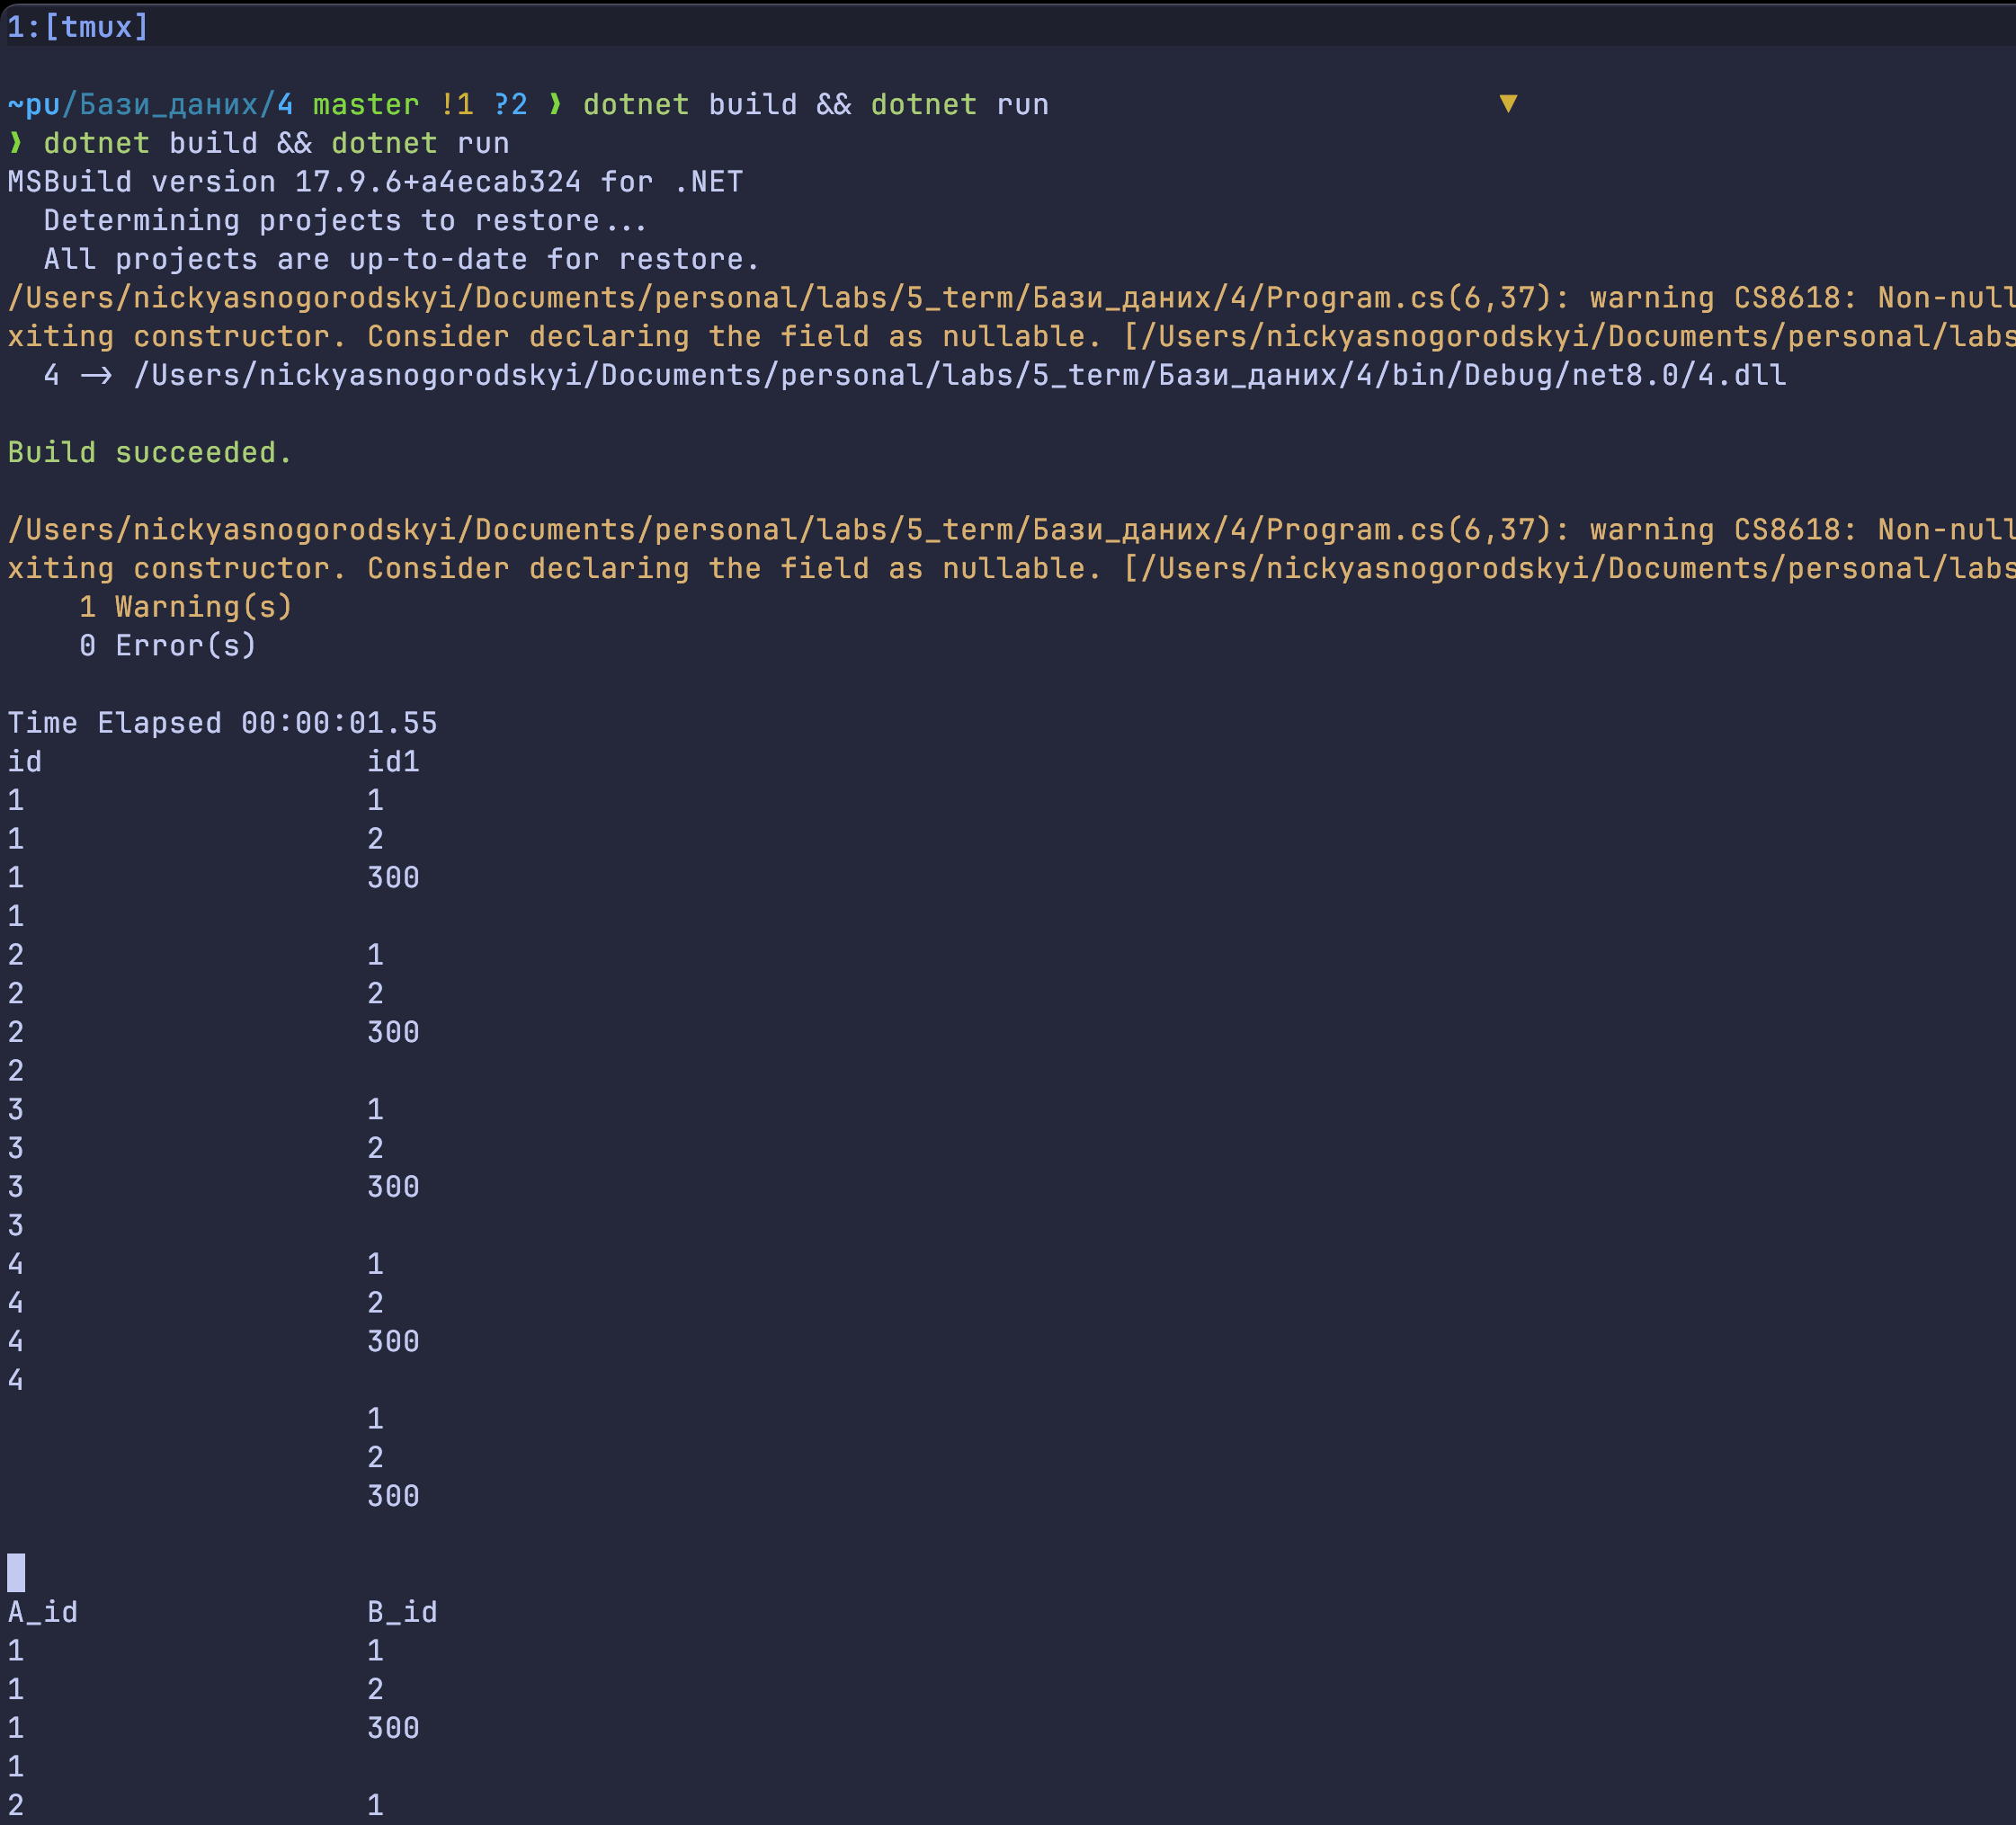 1:[tmux]
~pu/Бази_даних/4 master !1 ?2 ❯ dotnet build && dotnet run ▼
❯ dotnet build && dotnet run
MSBuild version 17.9.6+a4ecab324 for .NET
  Determining projects to restore...
  All projects are up-to-date for restore.
/Users/nickyasnogorodskyi/Documents/personal/labs/5_term/Бази_даних/4/Program.cs(6,37): warning CS8618: Non-null
xiting constructor. Consider declaring the field as nullable. [/Users/nickyasnogorodskyi/Documents/personal/labs
  4 -> /Users/nickyasnogorodskyi/Documents/personal/labs/5_term/Бази_даних/4/bin/Debug/net8.0/4.dll
Build succeeded.
/Users/nickyasnogorodskyi/Documents/personal/labs/5_term/Бази_даних/4/Program.cs(6,37): warning CS8618: Non-null
xiting constructor. Consider declaring the field as nullable. [/Users/nickyasnogorodskyi/Documents/personal/labs
    1 Warning(s)
    0 Error(s)
Time Elapsed 00:00:01.55
id                  id1
1                   1
1                   2
1                   300
1
2                   1
2                   2
2                   300
2
3                   1
3                   2
3                   300
3
4                   1
4                   2
4                   300
4
                    1
                    2
                    300
A_id                B_id
1                   1
1                   2
1                   300
1
2                   1